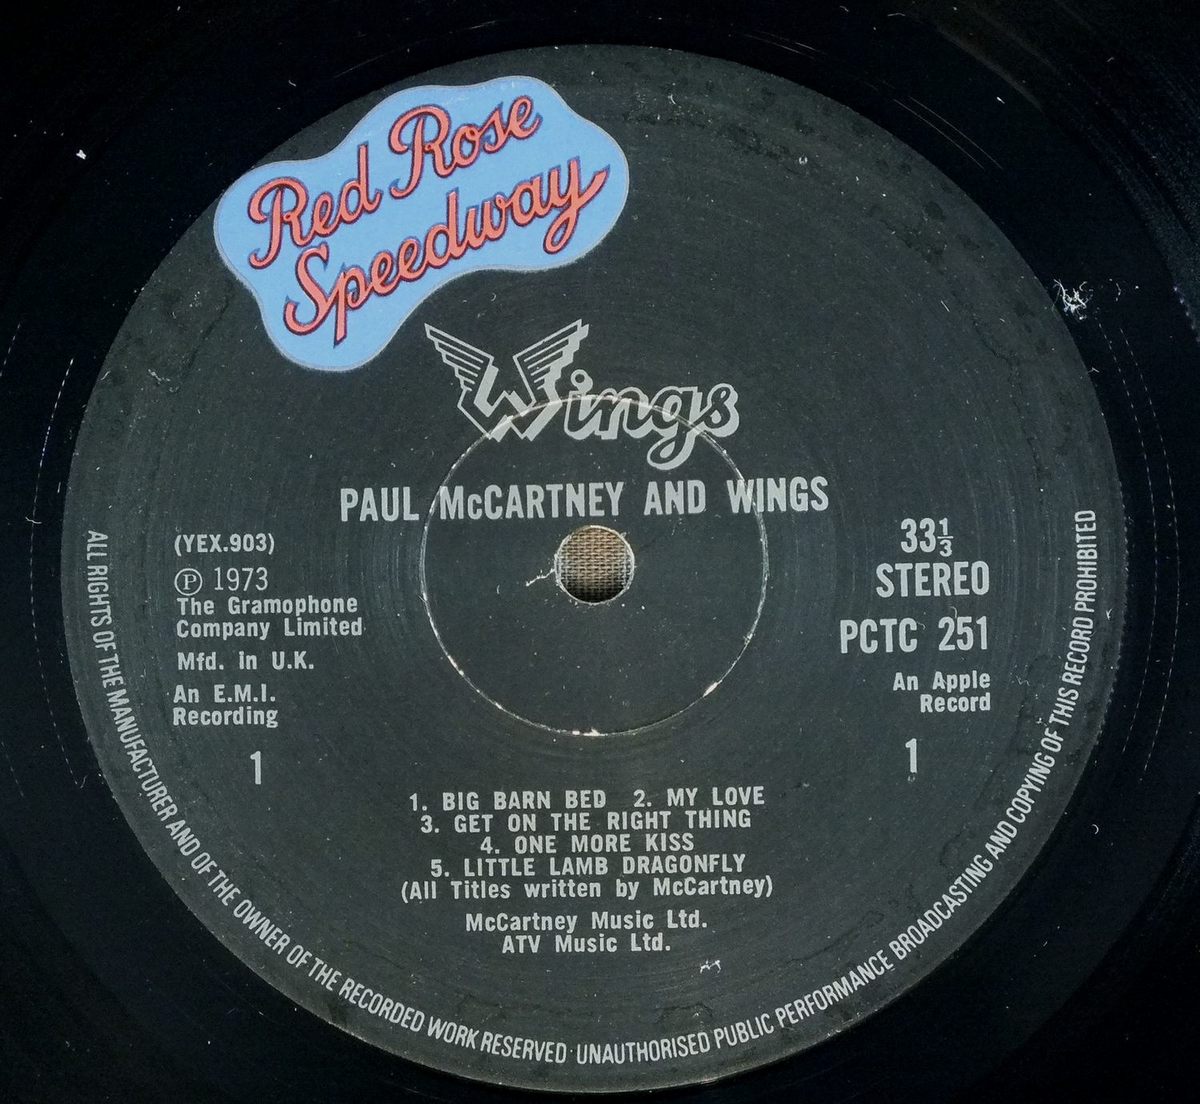 Red Rose
Speedway
Wings
PAUL McCARTNEY AND WINGS
(YEX.903)
Ⓟ 1973
The Gramophone
Company Limited
Mfd. in U.K.
An E.M.I.
Recording
1
33⅓
STEREO
PCTC 251
An Apple
Record
1
1. BIG BARN BED 2. MY LOVE
3. GET ON THE RIGHT THING
4. ONE MORE KISS
5. LITTLE LAMB DRAGONFLY
(All Titles written by McCartney)
McCartney Music Ltd.
ATV Music Ltd.
ALL RIGHTS OF THE MANUFACTURER AND OF THE OWNER OF THE RECORDED WORK RESERVED · UNAUTHORISED PUBLIC PERFORMANCE BROADCASTING AND COPYING OF THIS RECORD PROHIBITED